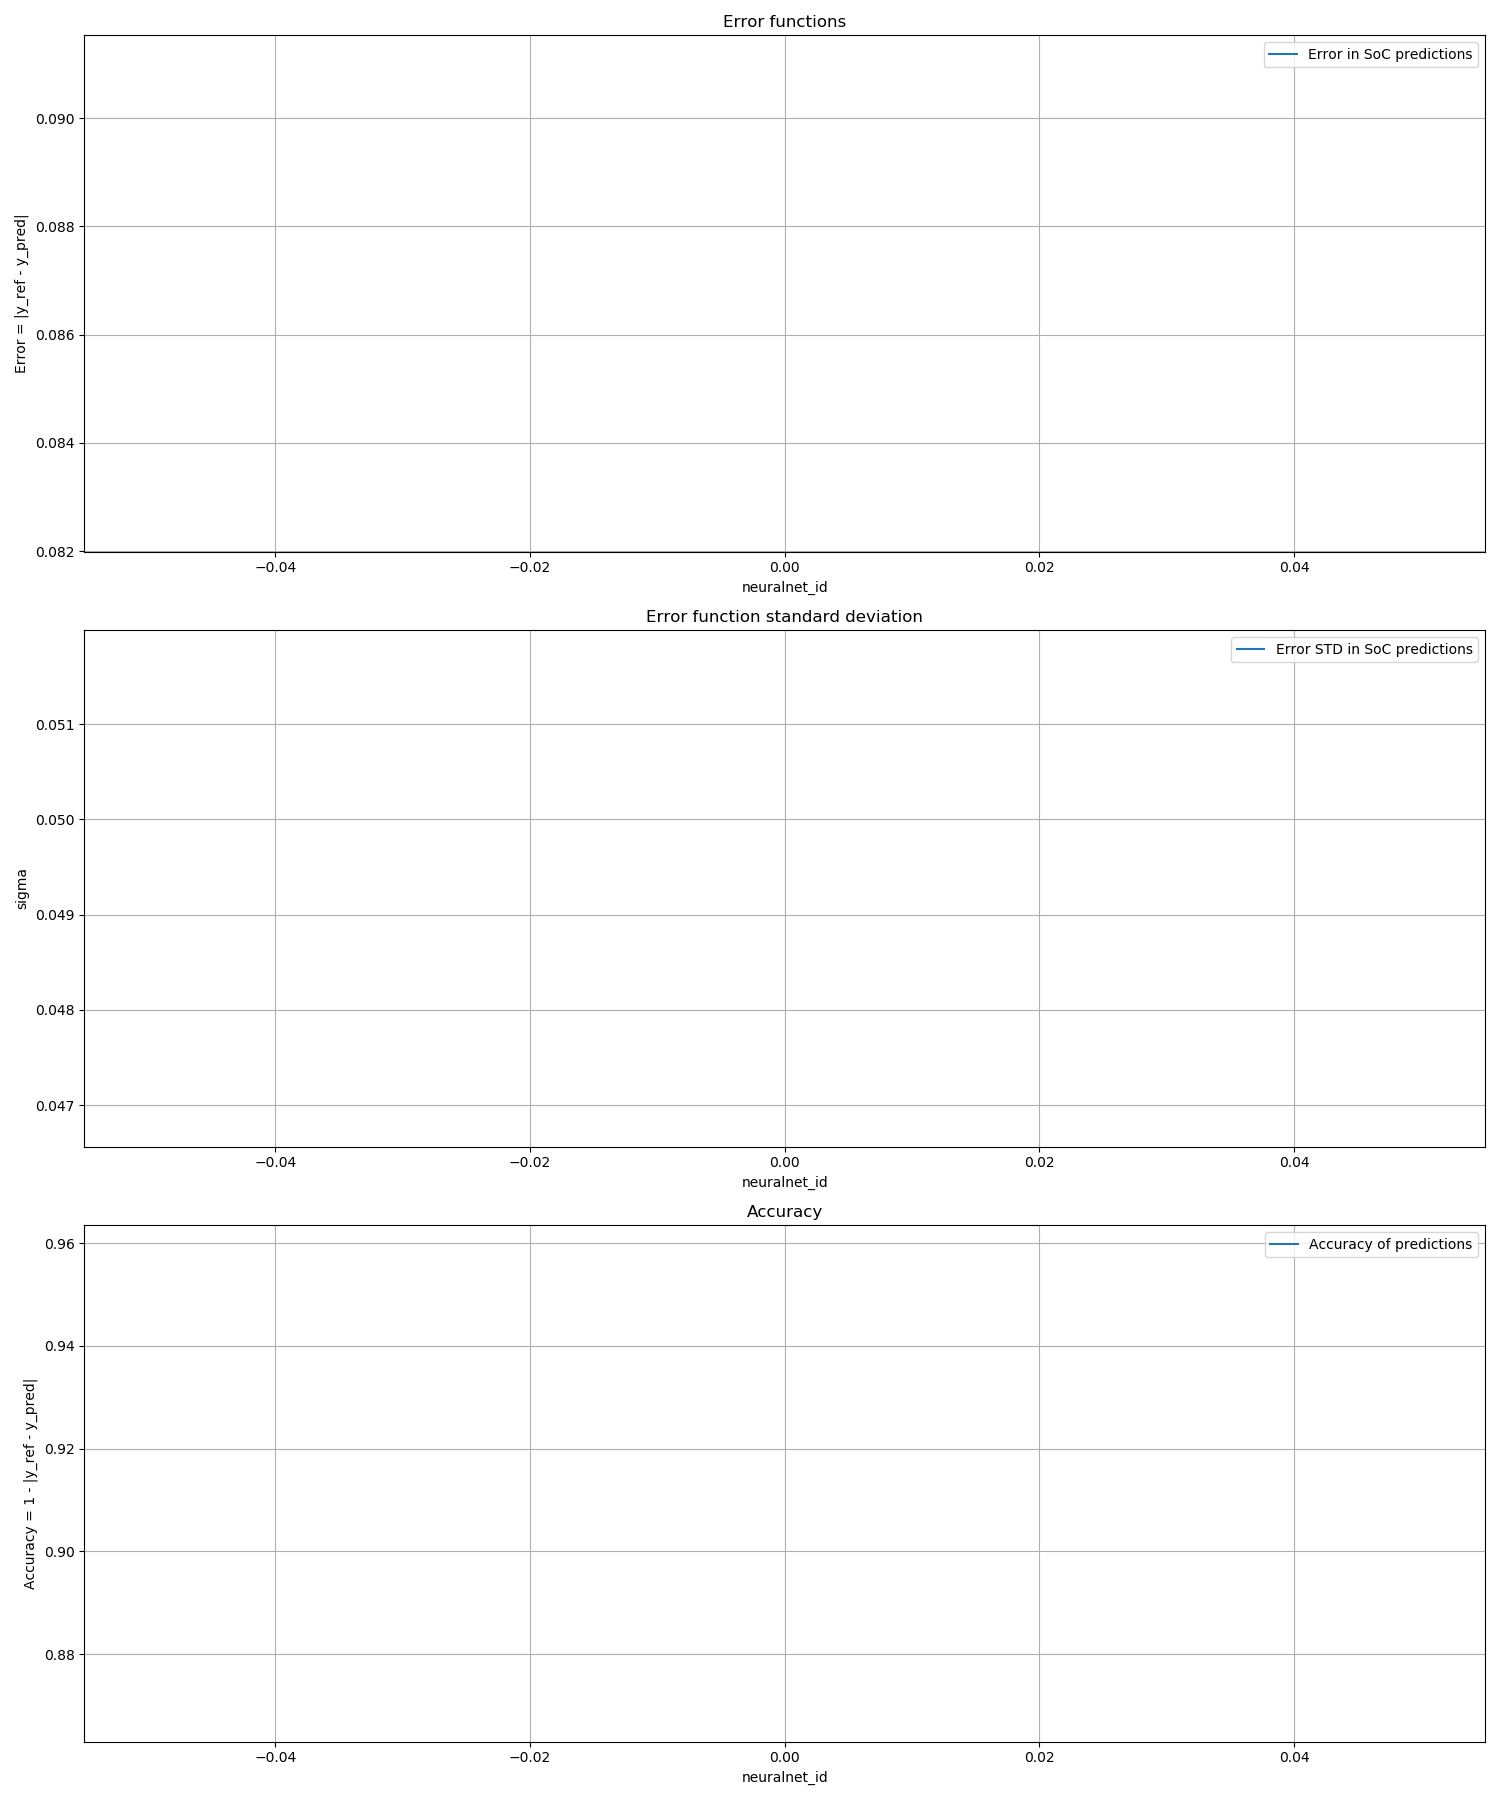 Error functions
Error in SoC predictions
0.090
0.088
0.086
0.084
0.082
Error = |y_ref - y_pred|
−0.04 −0.02 0.00 0.02 0.04
neuralnet_id
Error function standard deviation
Error STD in SoC predictions
0.051
0.050
0.049
0.048
0.047
sigma
−0.04 −0.02 0.00 0.02 0.04
neuralnet_id
Accuracy
Accuracy of predictions
0.96
0.94
0.92
0.90
0.88
Accuracy = 1 - |y_ref - y_pred|
−0.04 −0.02 0.00 0.02 0.04
neuralnet_id